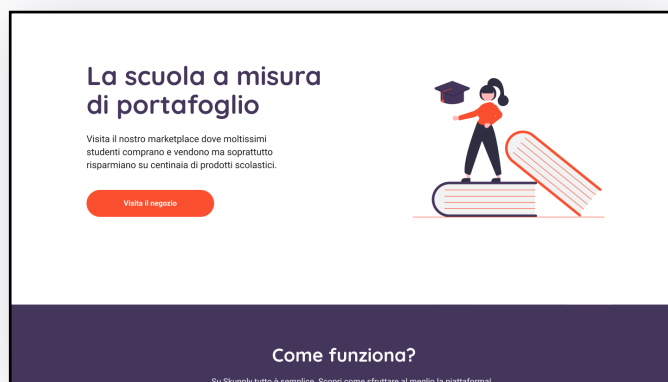 La scuola a misura
di portafoglio
Visita il nostro marketplace dove moltissimi
studenti comprano e vendono ma soprattutto
risparmiano su centinaia di prodotti scolastici.
Visita il negozio
Come funziona?
Su Skupply tutto è semplice. Scopri come sfruttare al meglio la piattaforma!